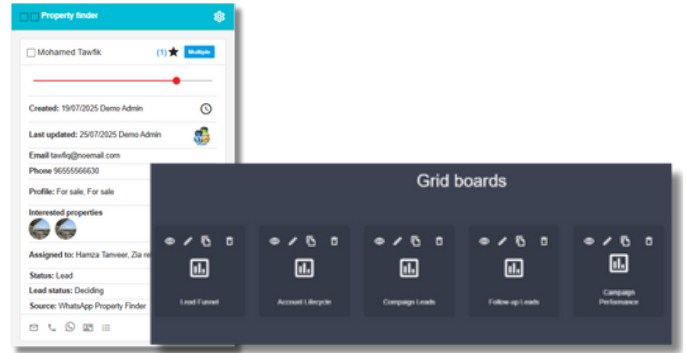 Property finder
Mohamed Tawfik (1) Multiple
Created: 19/07/2025 Demo Admin
Last updated: 25/07/2025 Demo Admin
Email tawfiq@noemail.com
Phone 96555566630
Profile: For sale, For sale
Interested properties
Assigned to: Hamza Tanveer, Zia re
Status: Lead
Lead status: Deciding
Source: WhatsApp Property Finder
Grid boards
Lead Funnel
Account Lifecycle
Compaign Leads
Follow-up Leads
Campaign
Performance